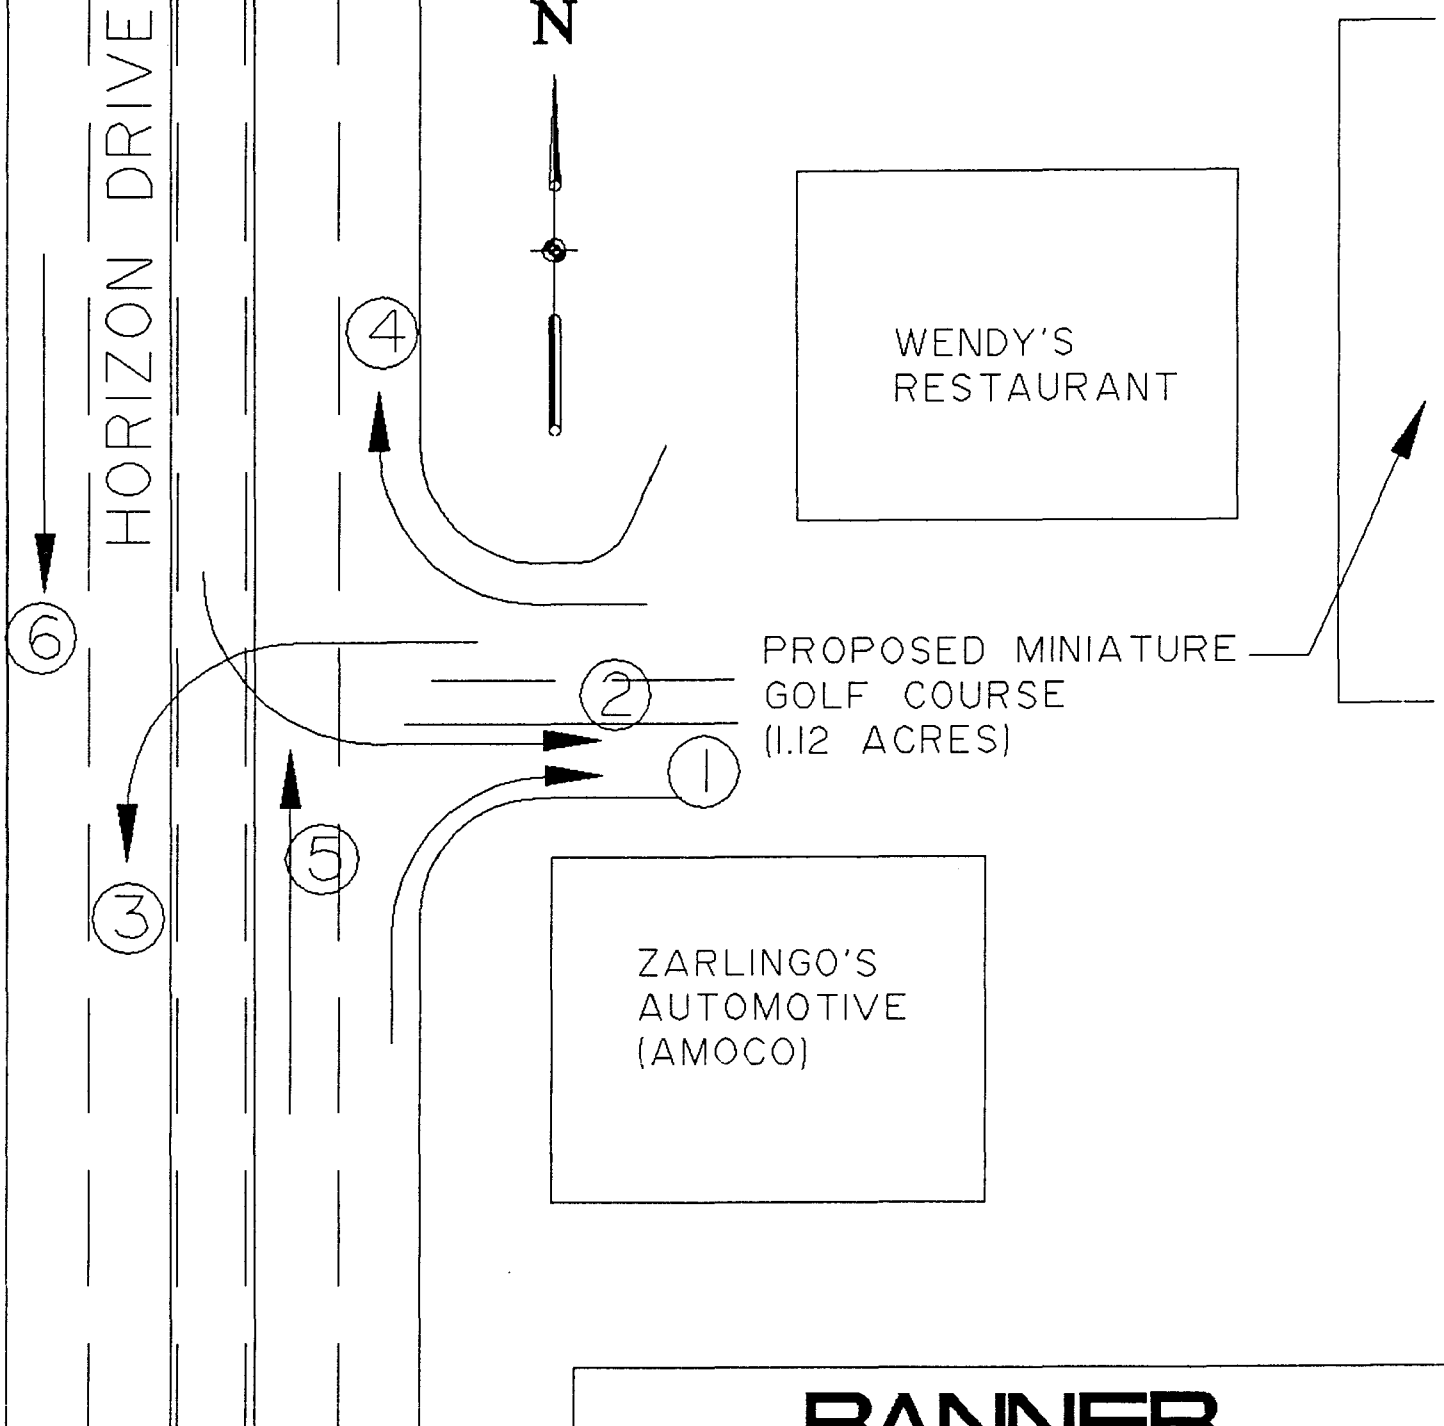 N
HORIZON DRIVE
4
WENDY'S
RESTAURANT
6
PROPOSED MINIATURE
GOLF COURSE
(1.12 ACRES)
2
1
5
3
ZARLINGO'S
AUTOMOTIVE
(AMOCO)
BANNER